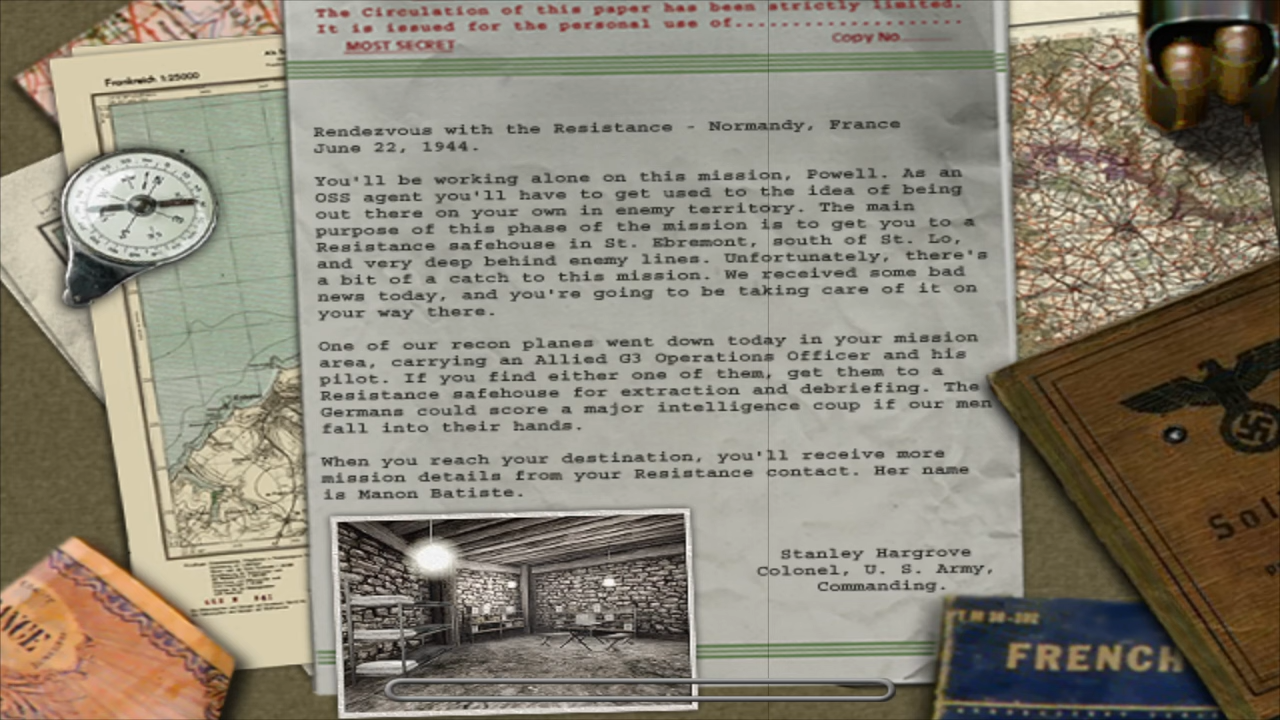 The Circulation of this paper has been strictly limited.
It is issued for the personal use of....................
MOST SECRET
Copy No.........
Frankreich 1:25000
Rendezvous with the Resistance - Normandy, France
June 22, 1944.
You'll be working alone on this mission, Powell. As an
OSS agent you'll have to get used to the idea of being
out there on your own in enemy territory. The main
purpose of this phase of the mission is to get you to a
Resistance safehouse in St. Ebremont, south of St. Lo,
and very deep behind enemy lines. Unfortunately, there's
a bit of a catch to this mission. We received some bad
news today, and you're going to be taking care of it on
your way there.
One of our recon planes went down today in your mission
area, carrying an Allied G3 Operations Officer and his
pilot. If you find either one of them, get them to a
Resistance safehouse for extraction and debriefing. The
Germans could score a major intelligence coup if our men
fall into their hands.
When you reach your destination, you'll receive more
mission details from your Resistance contact. Her name
is Manon Batiste.
Stanley Hargrove
Colonel, U. S. Army,
Commanding.
FRENCH
Sol